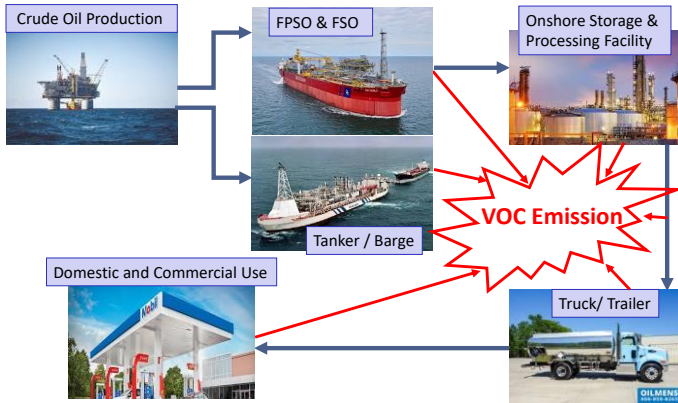 Crude Oil Production
FPSO & FSO
Onshore Storage &
Processing Facility
VOC Emission
Tanker / Barge
Domestic and Commercial Use
Truck/ Trailer
Mobil
OILMENS